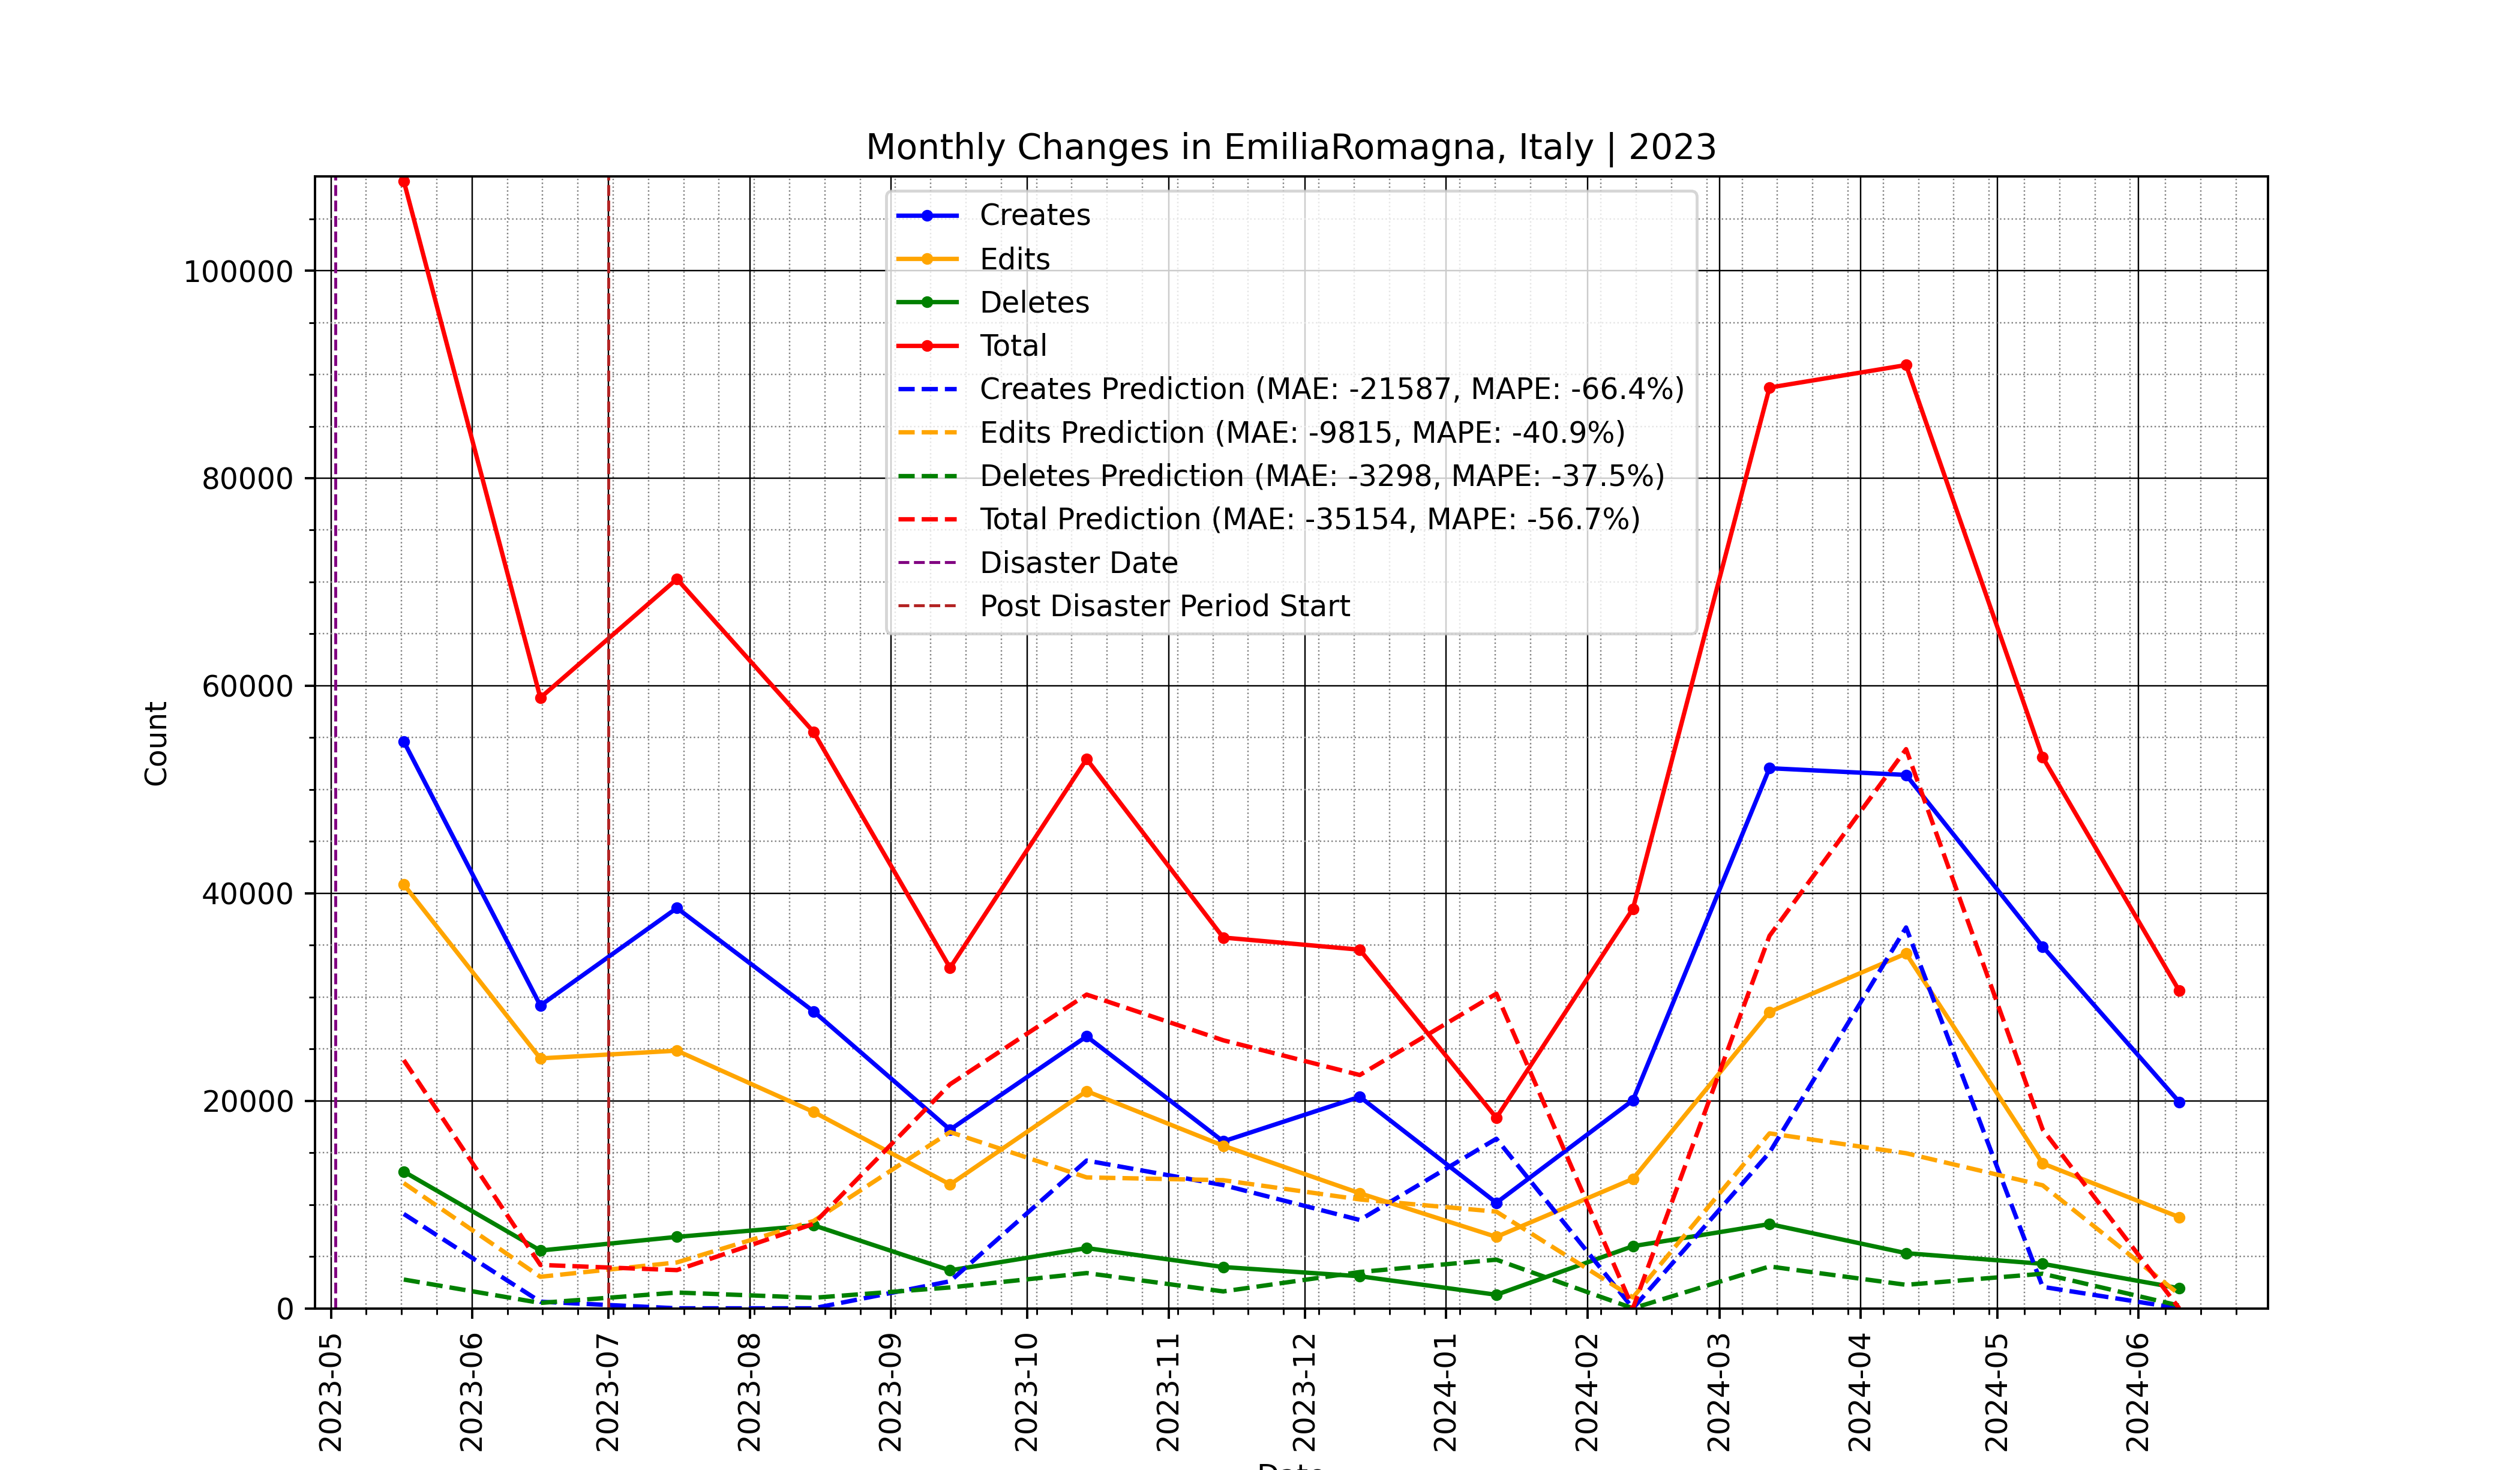 Monthly Changes in EmiliaRomagna, Italy | 2023
Creates
Edits
Deletes
Total
Creates Prediction (MAE: -21587, MAPE: -66.4%)
Edits Prediction (MAE: -9815, MAPE: -40.9%)
Deletes Prediction (MAE: -3298, MAPE: -37.5%)
Total Prediction (MAE: -35154, MAPE: -56.7%)
Disaster Date
Post Disaster Period Start
Count
100000
80000
60000
40000
20000
0
2023-05
2023-06
2023-07
2023-08
2023-09
2023-10
2023-11
2023-12
2024-01
2024-02
2024-03
2024-04
2024-05
2024-06
Date